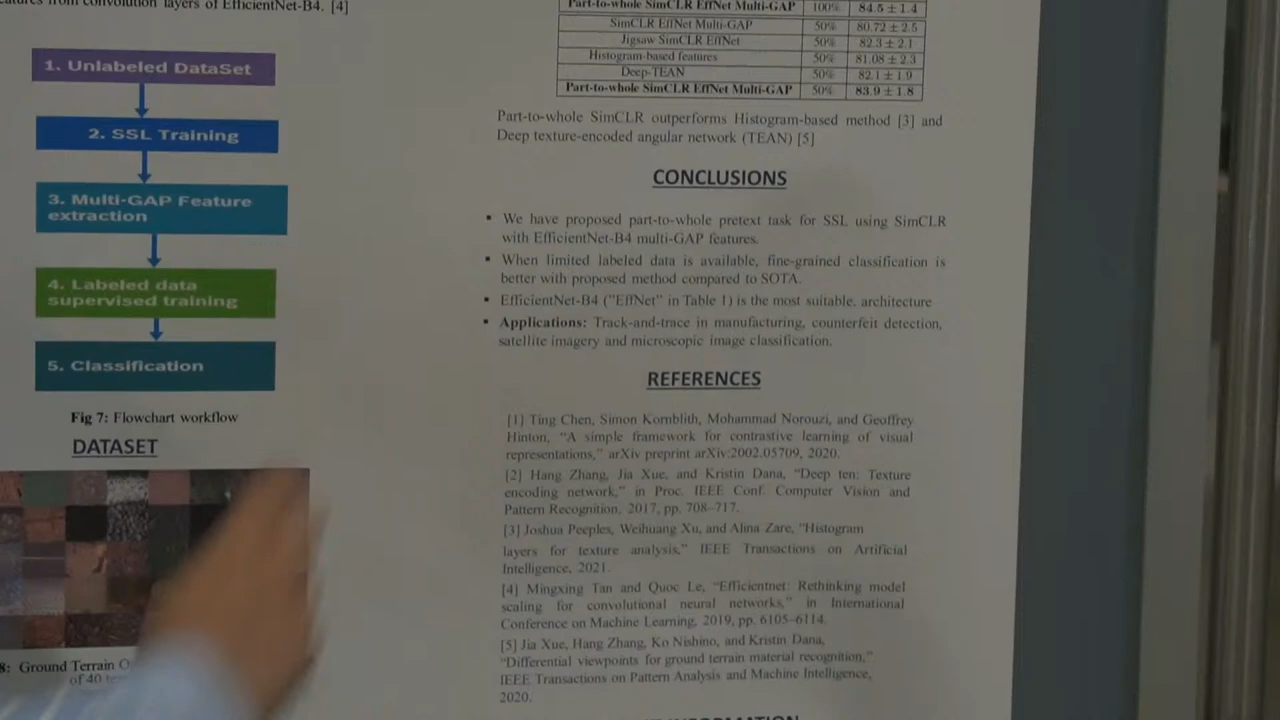 features from convolution layers of EfficientNet-B4. [4]
1. Unlabeled DataSet
2. SSL Training
3. Multi-GAP Feature
extraction
4. Labeled data
supervised training
5. Classification
Fig 7: Flowchart workflow
DATASET
8: Ground Terrain
of 40
Part-to-whole SimCLR EffNet Multi-GAP 100% 84.5 ± 1.4
SimCLR EffNet Multi-GAP 50% 80.72 ± 2.5
Jigsaw SimCLR EffNet 50% 82.3 ± 2.1
Histogram-based features 50% 81.08 ± 2.3
Deep-TEAN 50% 82.1 ± 1.9
Part-to-whole SimCLR EffNet Multi-GAP 50% 83.9 ± 1.8
Part-to-whole SimCLR outperforms Histogram-based method [3] and
Deep texture-encoded angular network (TEAN) [5]
CONCLUSIONS
▪ We have proposed part-to-whole pretext task for SSL using SimCLR
with EfficientNet-B4 multi-GAP features.
▪ When limited labeled data is available, fine-grained classification is
better with proposed method compared to SOTA.
▪ EfficientNet-B4 ("EffNet" in Table 1) is the most suitable. architecture
▪ Applications: Track-and-trace in manufacturing, counterfeit detection,
satellite imagery and microscopic image classification.
REFERENCES
[1] Ting Chen, Simon Kornblith, Mohammad Norouzi, and Geoffrey
Hinton, "A simple framework for contrastive learning of visual
representations," arXiv preprint arXiv:2002.05709, 2020.
[2] Hang Zhang, Jia Xue, and Kristin Dana, "Deep ten: Texture
encoding network," in Proc. IEEE Conf. Computer Vision and
Pattern Recognition, 2017, pp. 708–717.
[3] Joshua Peeples, Weihuang Xu, and Alina Zare, "Histogram
layers for texture analysis," IEEE Transactions on Artificial
Intelligence, 2021.
[4] Mingxing Tan and Quoc Le, "Efficientnet: Rethinking model
scaling for convolutional neural networks," in International
Conference on Machine Learning, 2019, pp. 6105–6114.
[5] Jia Xue, Hang Zhang, Ko Nishino, and Kristin Dana,
"Differential viewpoints for ground terrain material recognition,"
IEEE Transactions on Pattern Analysis and Machine Intelligence,
2020.
INFORMATION